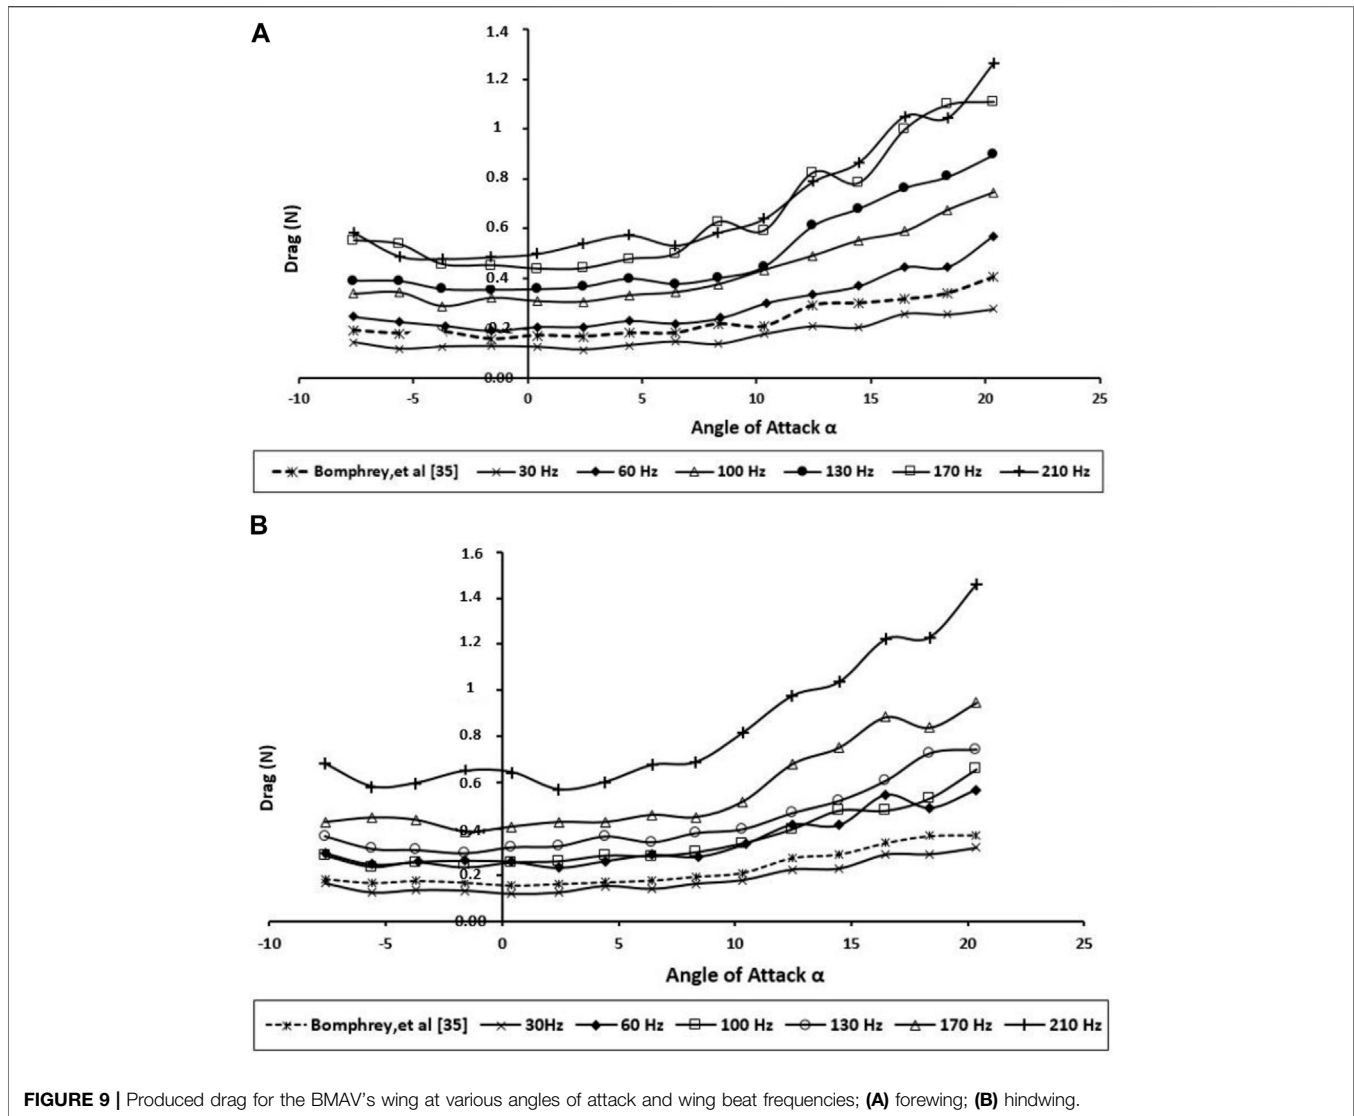 A
1.4
1.2
1
0.8
0.6
0.4
0.2
0.00
-10 -5 0 5 10 15 20 25
Drag (N)
Angle of Attack α
Bomphrey,et al [35] 30 Hz 60 Hz 100 Hz 130 Hz 170 Hz 210 Hz
B
1.6
1.4
1.2
1
0.8
0.6
0.4
0.2
0.00
-10 -5 0 5 10 15 20 25
Drag (N)
Angle of Attack α
Bomphrey,et al [35] 30Hz 60 Hz 100 Hz 130 Hz 170 Hz 210 Hz
FIGURE 9 | Produced drag for the BMAV's wing at various angles of attack and wing beat frequencies; (A) forewing; (B) hindwing.